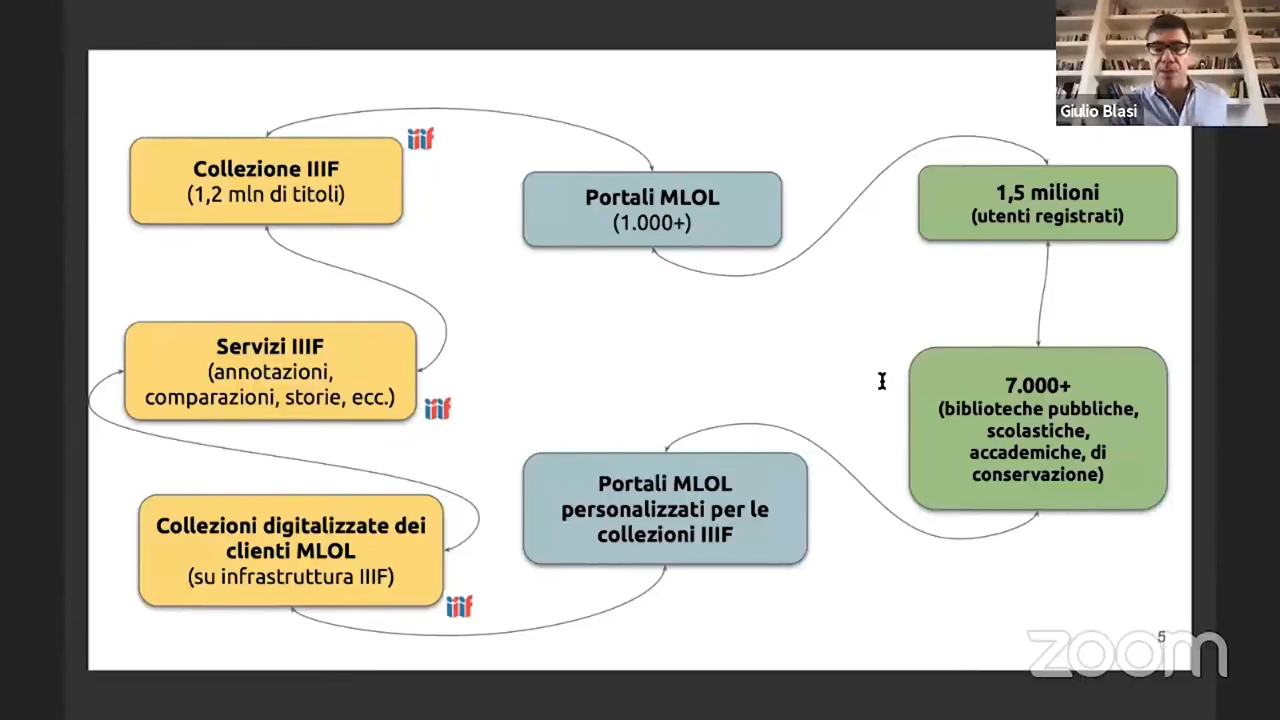 Giulio Blasi
Collezione IIIF
(1,2 mln di titoli)
iiif
Portali MLOL
(1.000+)
1,5 milioni
(utenti registrati)
Servizi IIIF
(annotazioni,
comparazioni, storie, ecc.)
iiif
7.000+
(biblioteche pubbliche,
scolastiche,
accademiche, di
conservazione)
Portali MLOL
personalizzati per le
collezioni IIIF
Collezioni digitalizzate dei
clienti MLOL
(su infrastruttura IIIF)
iiif
5
zoom